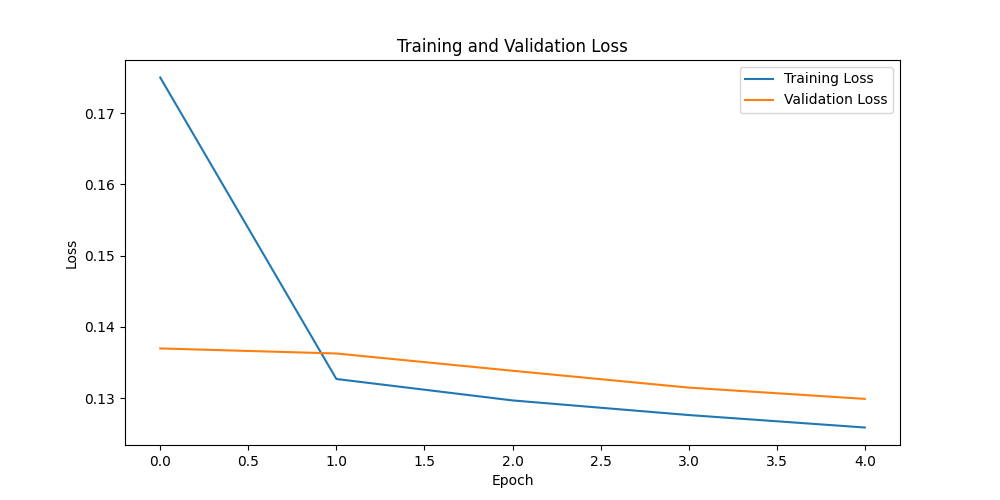 Training and Validation Loss
Training Loss
Validation Loss
0.17
0.16
0.15
0.14
0.13
Loss
0.0 0.5 1.0 1.5 2.0 2.5 3.0 3.5 4.0
Epoch